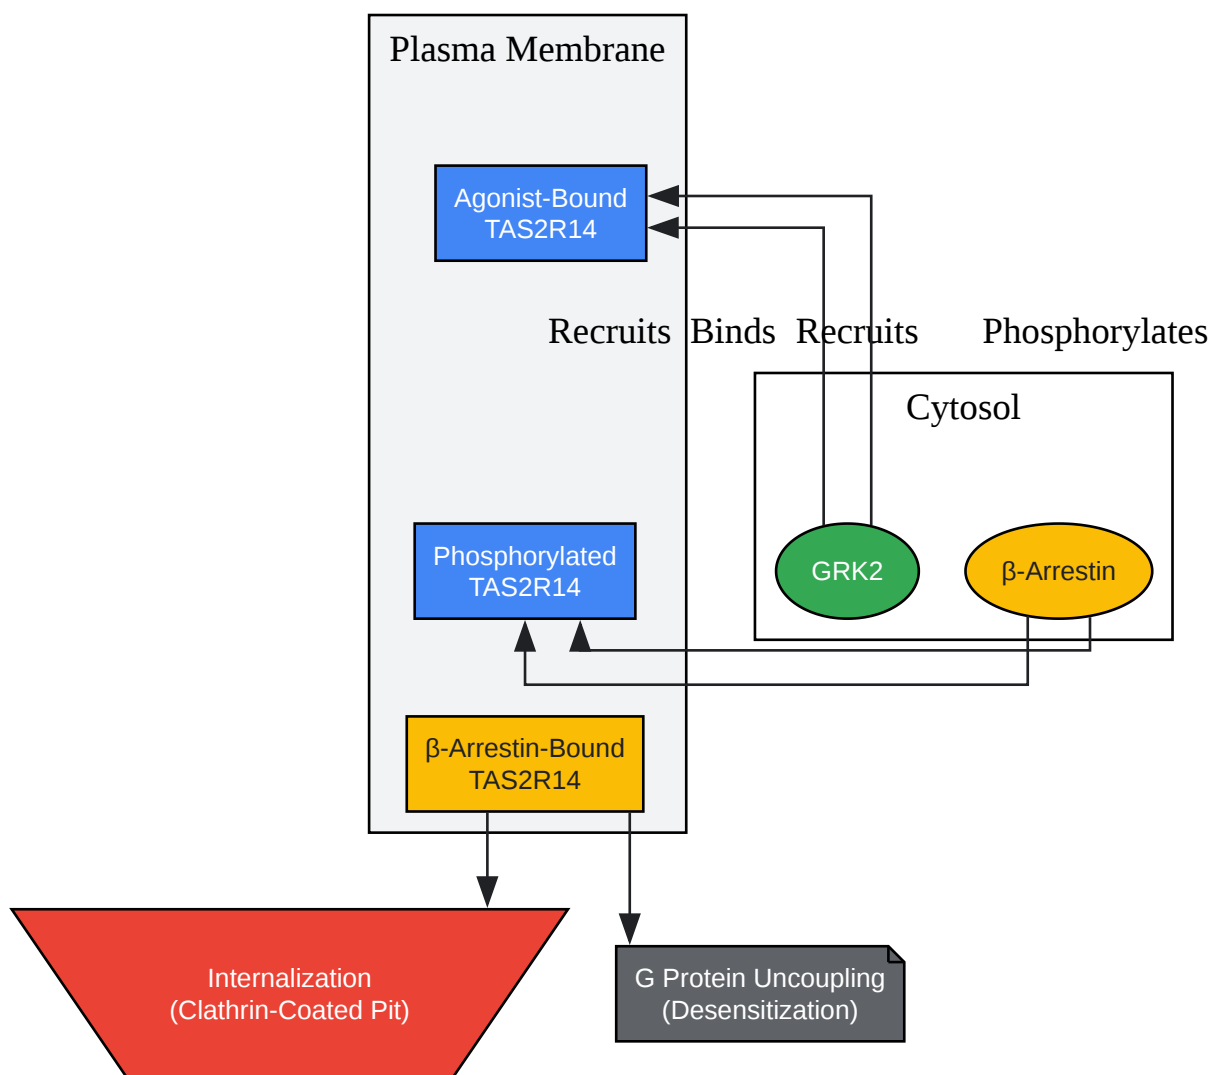 Plasma Membrane
Agonist-Bound
TAS2R14
Recruits Binds Recruits Phosphorylates
Cytosol
Phosphorylated
TAS2R14
GRK2
β-Arrestin
β-Arrestin-Bound
TAS2R14
Internalization
(Clathrin-Coated Pit)
G Protein Uncoupling
(Desensitization)